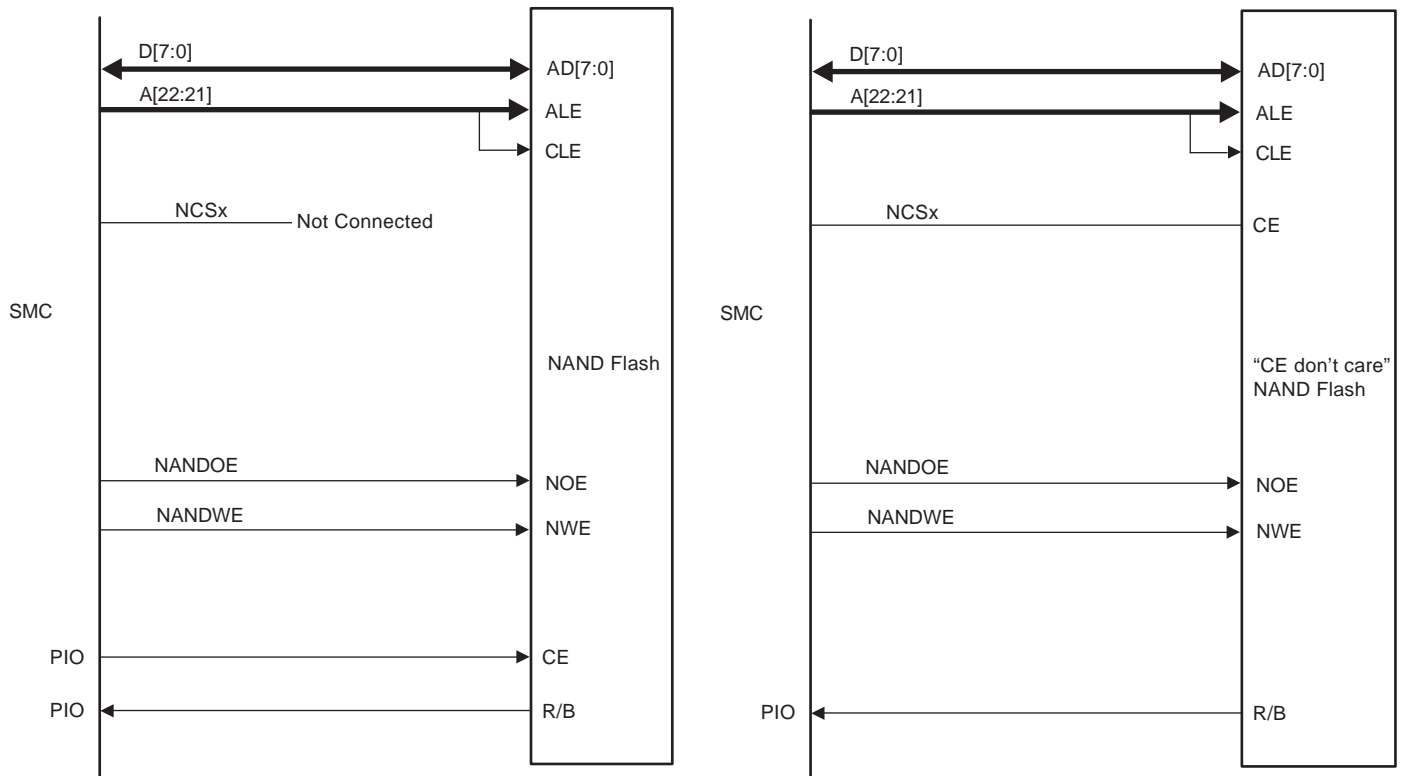 D[7:0]
AD[7:0]
A[22:21]
ALE
CLE
NCSx
Not Connected
SMC
NAND Flash
NANDOE
NOE
NANDWE
NWE
PIO
CE
PIO
R/B
D[7:0]
AD[7:0]
A[22:21]
ALE
CLE
NCSx
CE
SMC
“CE don’t care”
NAND Flash
NANDOE
NOE
NANDWE
NWE
PIO
R/B